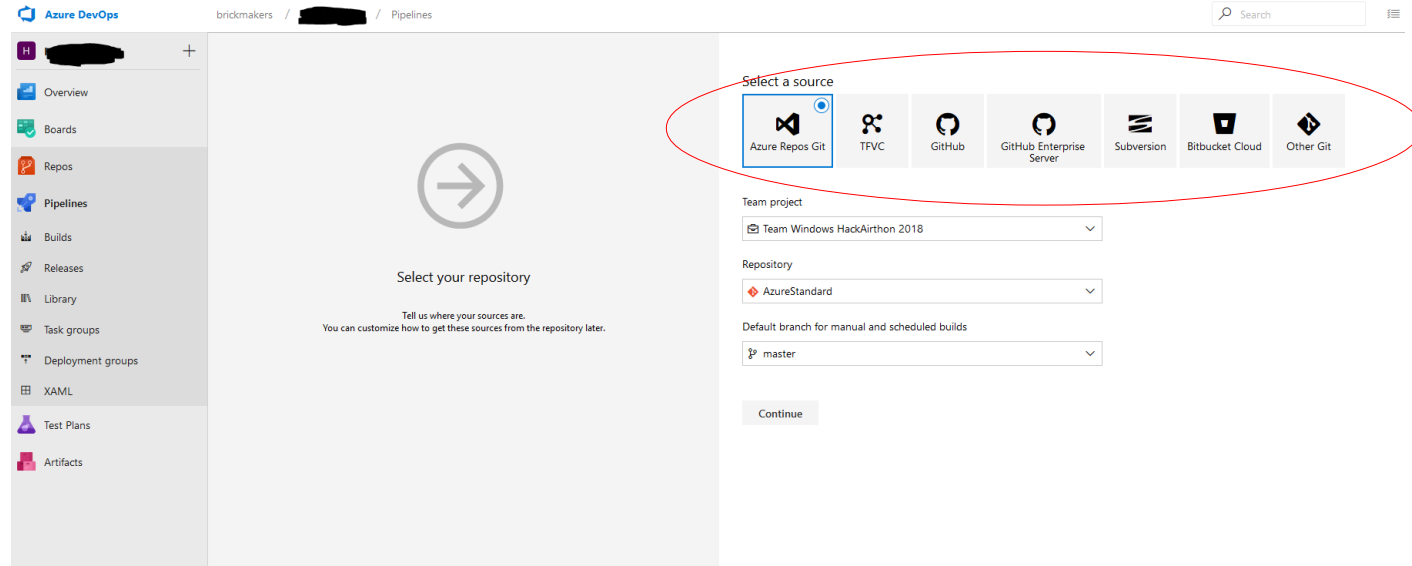 Azure DevOps
brickmakers / / Pipelines
Search
H
Overview
Boards
Repos
Pipelines
Builds
Releases
Library
Task groups
Deployment groups
XAML
Test Plans
Artifacts
Select your repository
Tell us where your sources are.
You can customize how to get these sources from the repository later.
Select a source
Azure Repos Git
TFVC
GitHub
GitHub Enterprise
Server
Subversion
Bitbucket Cloud
Other Git
Team project
Team Windows HackAirthon 2018
Repository
AzureStandard
Default branch for manual and scheduled builds
master
Continue